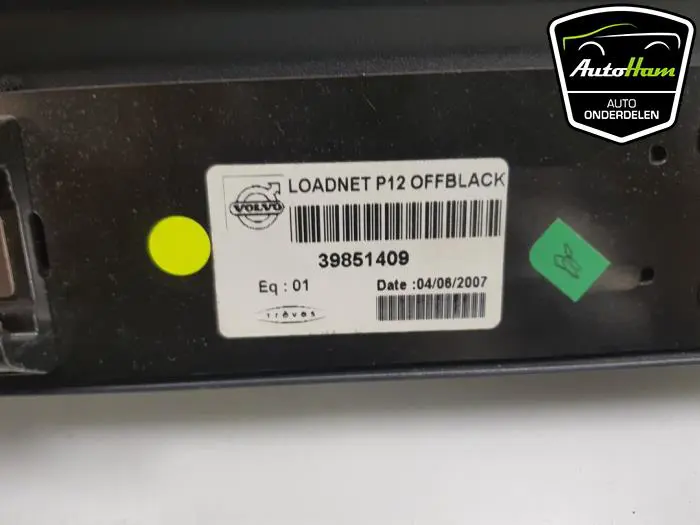 AutoHam
AUTO
ONDERDELEN
LOADNET P12 OFFBLACK
VOLVO
39851409
Eq : 01
Date :04/06/2007
trèves